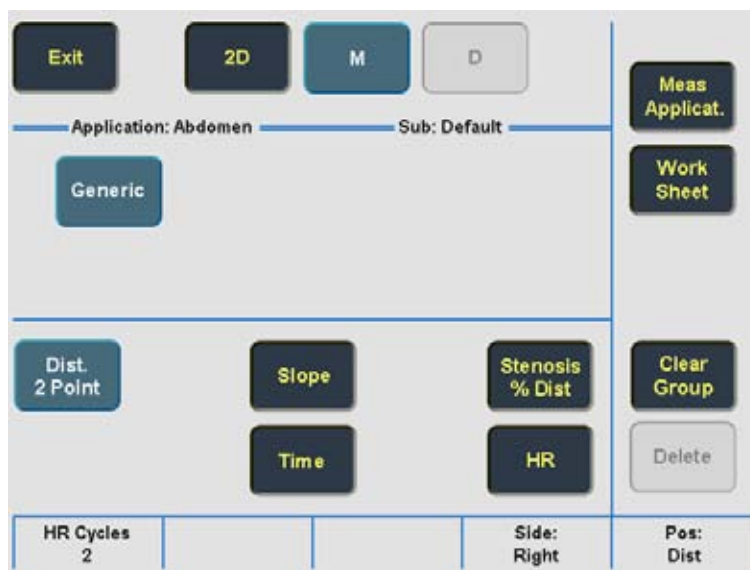 Exit
2D
M
D
Meas
Applicat.
Application: Abdomen
Sub: Default
Generic
Work
Sheet
Dist.
2 Point
Slope
Stenosis
% Dist
Clear
Group
Time
HR
Delete
HR Cycles
2
Side:
Right
Pos:
Dist